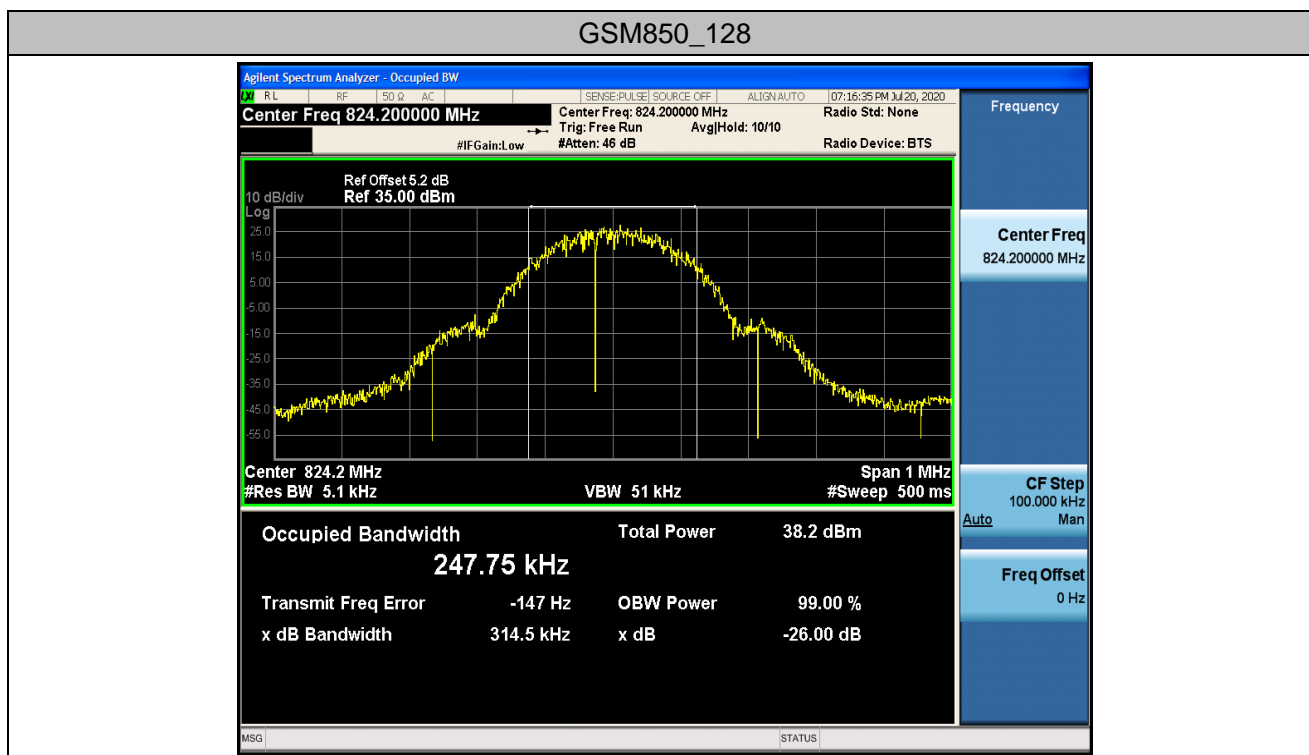 GSM850_128
Agilent Spectrum Analyzer - Occupied BW
LXI RL RF 50 Ω AC SENSE:PULSE SOURCE OFF ALIGN AUTO 07:16:35 PM Jul 20, 2020
Center Freq 824.200000 MHz
Center Freq: 824.200000 MHz
Radio Std: None
Trig: Free Run Avg|Hold: 10/10
#IFGain:Low
#Atten: 46 dB
Radio Device: BTS
Frequency
Ref Offset 5.2 dB
10 dB/div Ref 35.00 dBm
Log
25.0
15.0
5.00
-5.00
-15.0
-25.0
-35.0
-45.0
-55.0
Center 824.2 MHz
Span 1 MHz
#Res BW 5.1 kHz
VBW 51 kHz
#Sweep 500 ms
Center Freq
824.200000 MHz
CF Step
100.000 kHz
Auto Man
Freq Offset
0 Hz
Occupied Bandwidth
Total Power 38.2 dBm
247.75 kHz
Transmit Freq Error -147 Hz
OBW Power 99.00 %
x dB Bandwidth 314.5 kHz
x dB -26.00 dB
MSG
STATUS